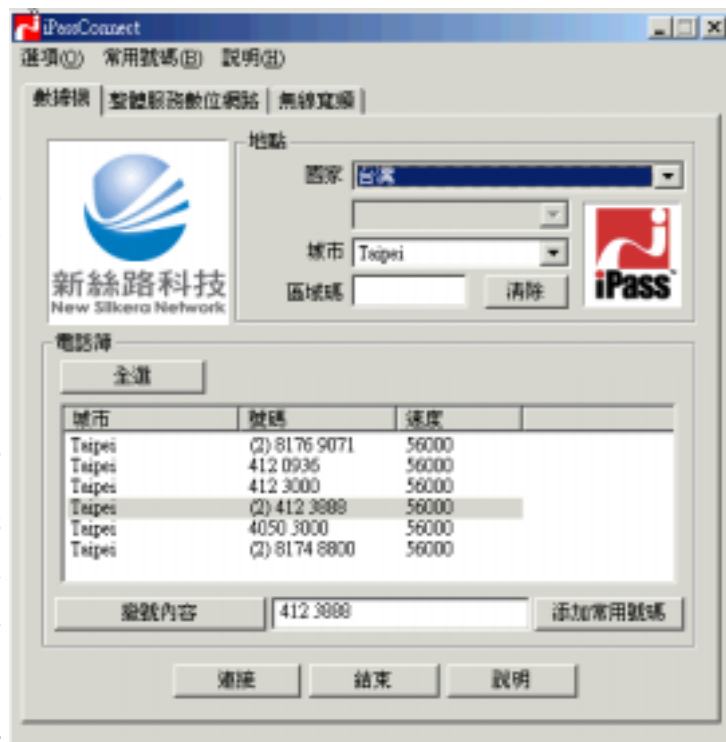 iPassConnect
選項(O) 常用號碼(B) 說明(H)
數據機 整體服務數位網路 無線寬頻
地點
國家 台灣
城市 Taipei
區域碼 清除
新絲路科技
New Silkera Network
iPass
電話簿
全選
城市 號碼 速度
Taipei (2) 8176 9071 56000
Taipei 412 0936 56000
Taipei 412 3000 56000
Taipei (2) 412 3888 56000
Taipei 4050 3000 56000
Taipei (2) 8174 8800 56000
撥號內容 412 3888 添加常用號碼
連接 結束 說明